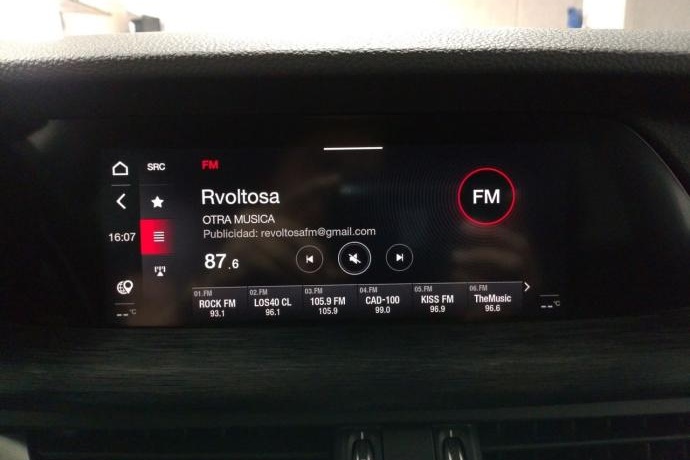 SRC
FM
Rvoltosa
OTRA MÚSICA
Publicidad: revoltosafm@gmail.com
FM
16:07
87.6
01.FM 02.FM 03.FM 04.FM 05.FM 06.FM
ROCK FM LOS40 CL 105.9 FM CAD-100 KISS FM TheMusic
93.1 96.1 105.9 99.0 96.9 96.6
--°C --°C